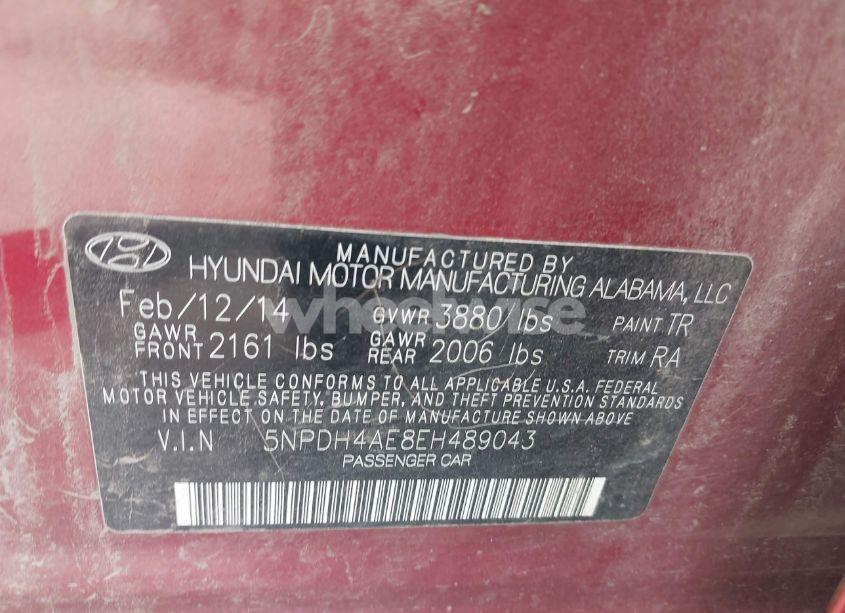 MANUFACTURED BY
HYUNDAI MOTOR MANUFACTURING ALABAMA, LLC
Feb/12/14 GVWR 3880 lbs PAINT TR
GAWR FRONT 2161 lbs GAWR REAR 2006 lbs TRIM RA
THIS VEHICLE CONFORMS TO ALL APPLICABLE U.S.A. FEDERAL
MOTOR VEHICLE SAFETY, BUMPER, AND THEFT PREVENTION STANDARDS
IN EFFECT ON THE DATE OF MANUFACTURE SHOWN ABOVE
V.I.N 5NPDH4AE8EH489043
PASSENGER CAR
wheelwise